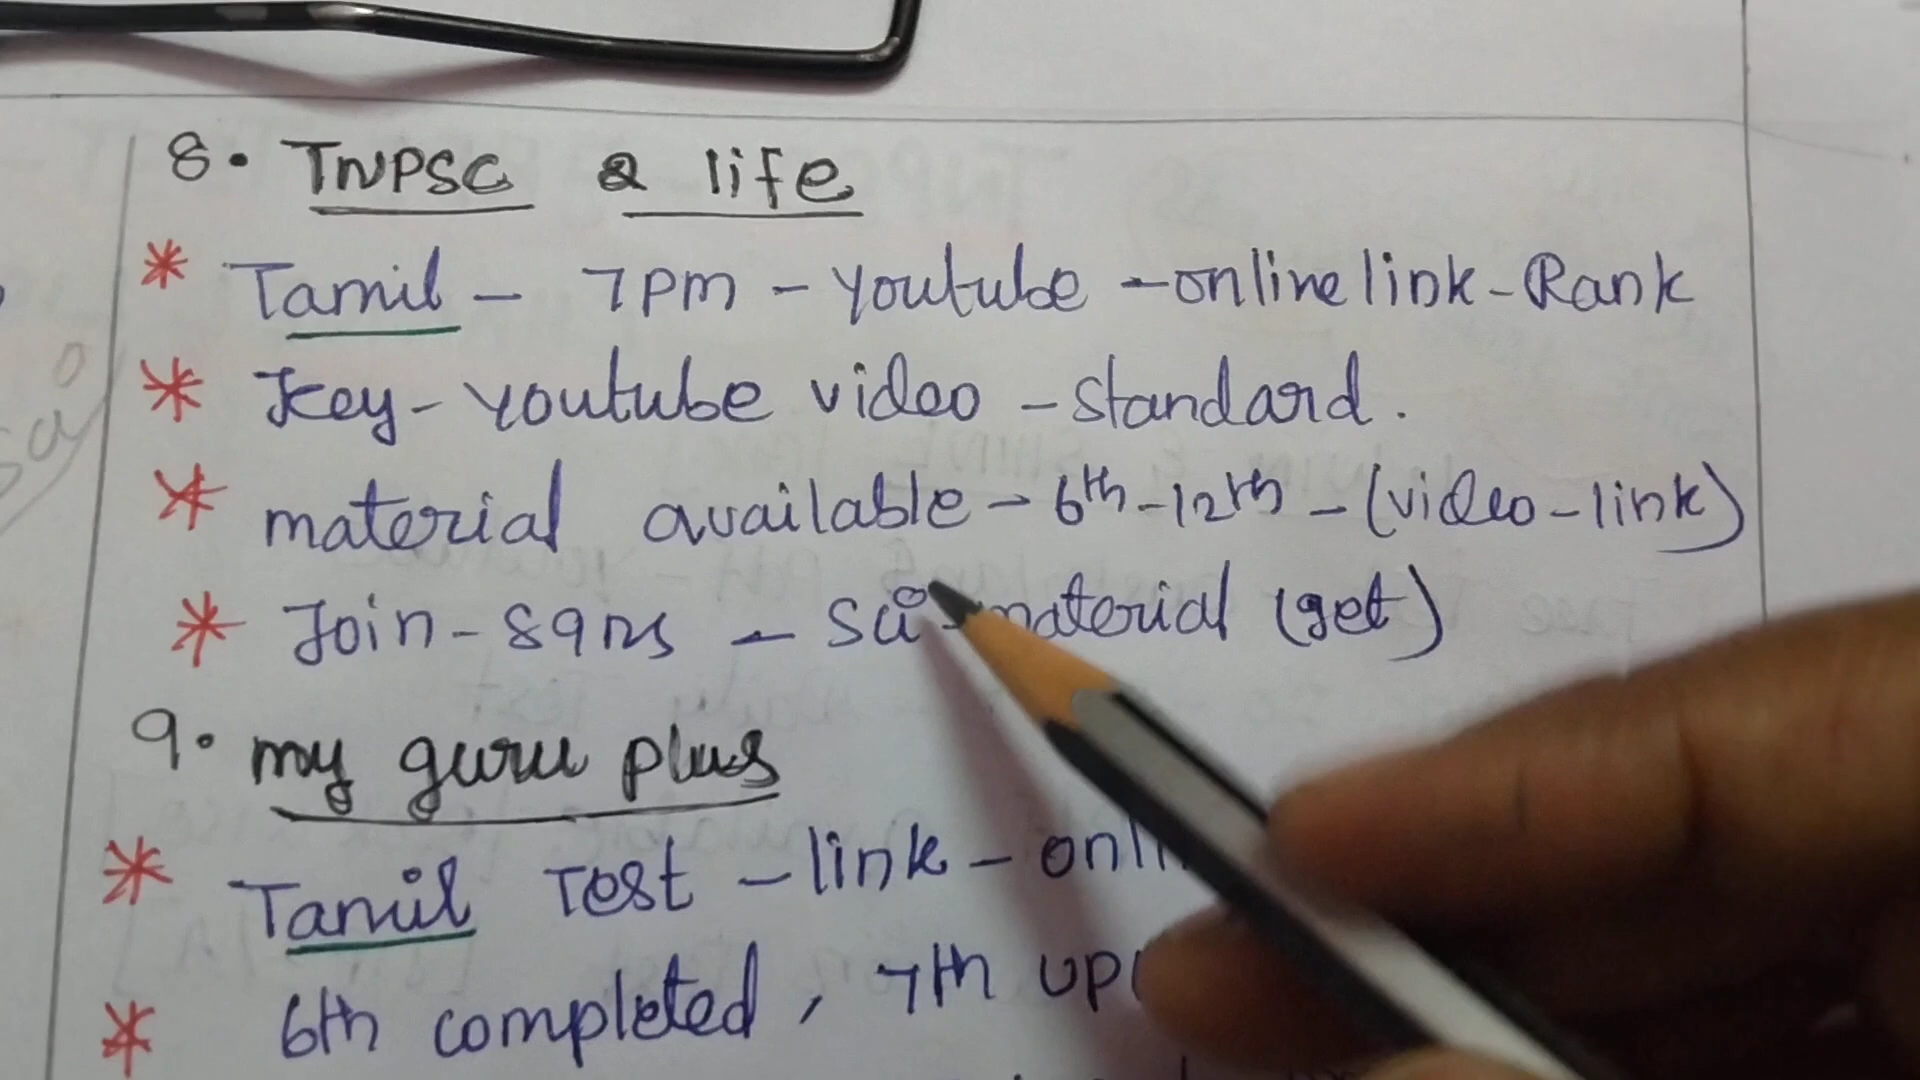 8. TNPSC & life
* Tamil - 7pm - youtube - online link - Rank
* Key - youtube video - standard.
* material available - 6th - 12th - (video - link)
* Join - 89rs - material (get)
9. my guru plus
* Tamil Test - link -
* 6th completed, 7th